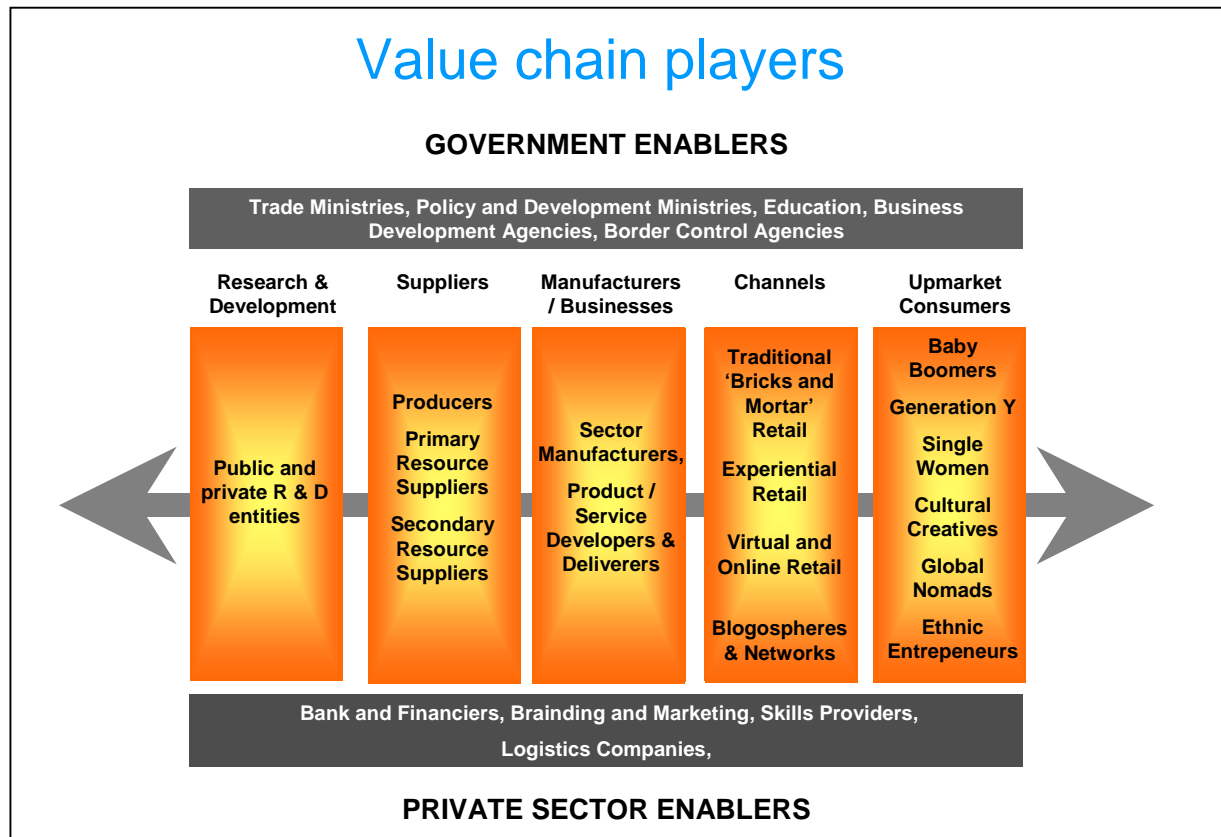 Value chain players
GOVERNMENT ENABLERS
Trade Ministries, Policy and Development Ministries, Education, Business
Development Agencies, Border Control Agencies
Research &
Development
Public and
private R & D
entities
Suppliers
Producers
Primary
Resource
Suppliers
Secondary
Resource
Suppliers
Manufacturers
/ Businesses
Sector
Manufacturers,
Product /
Service
Developers &
Deliverers
Channels
Traditional
‘Bricks and
Mortar’
Retail
Experiential
Retail
Virtual and
Online Retail
Blogospheres
& Networks
Upmarket
Consumers
Baby
Boomers
Generation Y
Single
Women
Cultural
Creatives
Global
Nomads
Ethnic
Entrepeneurs
Bank and Financiers, Brainding and Marketing, Skills Providers,
Logistics Companies,
PRIVATE SECTOR ENABLERS